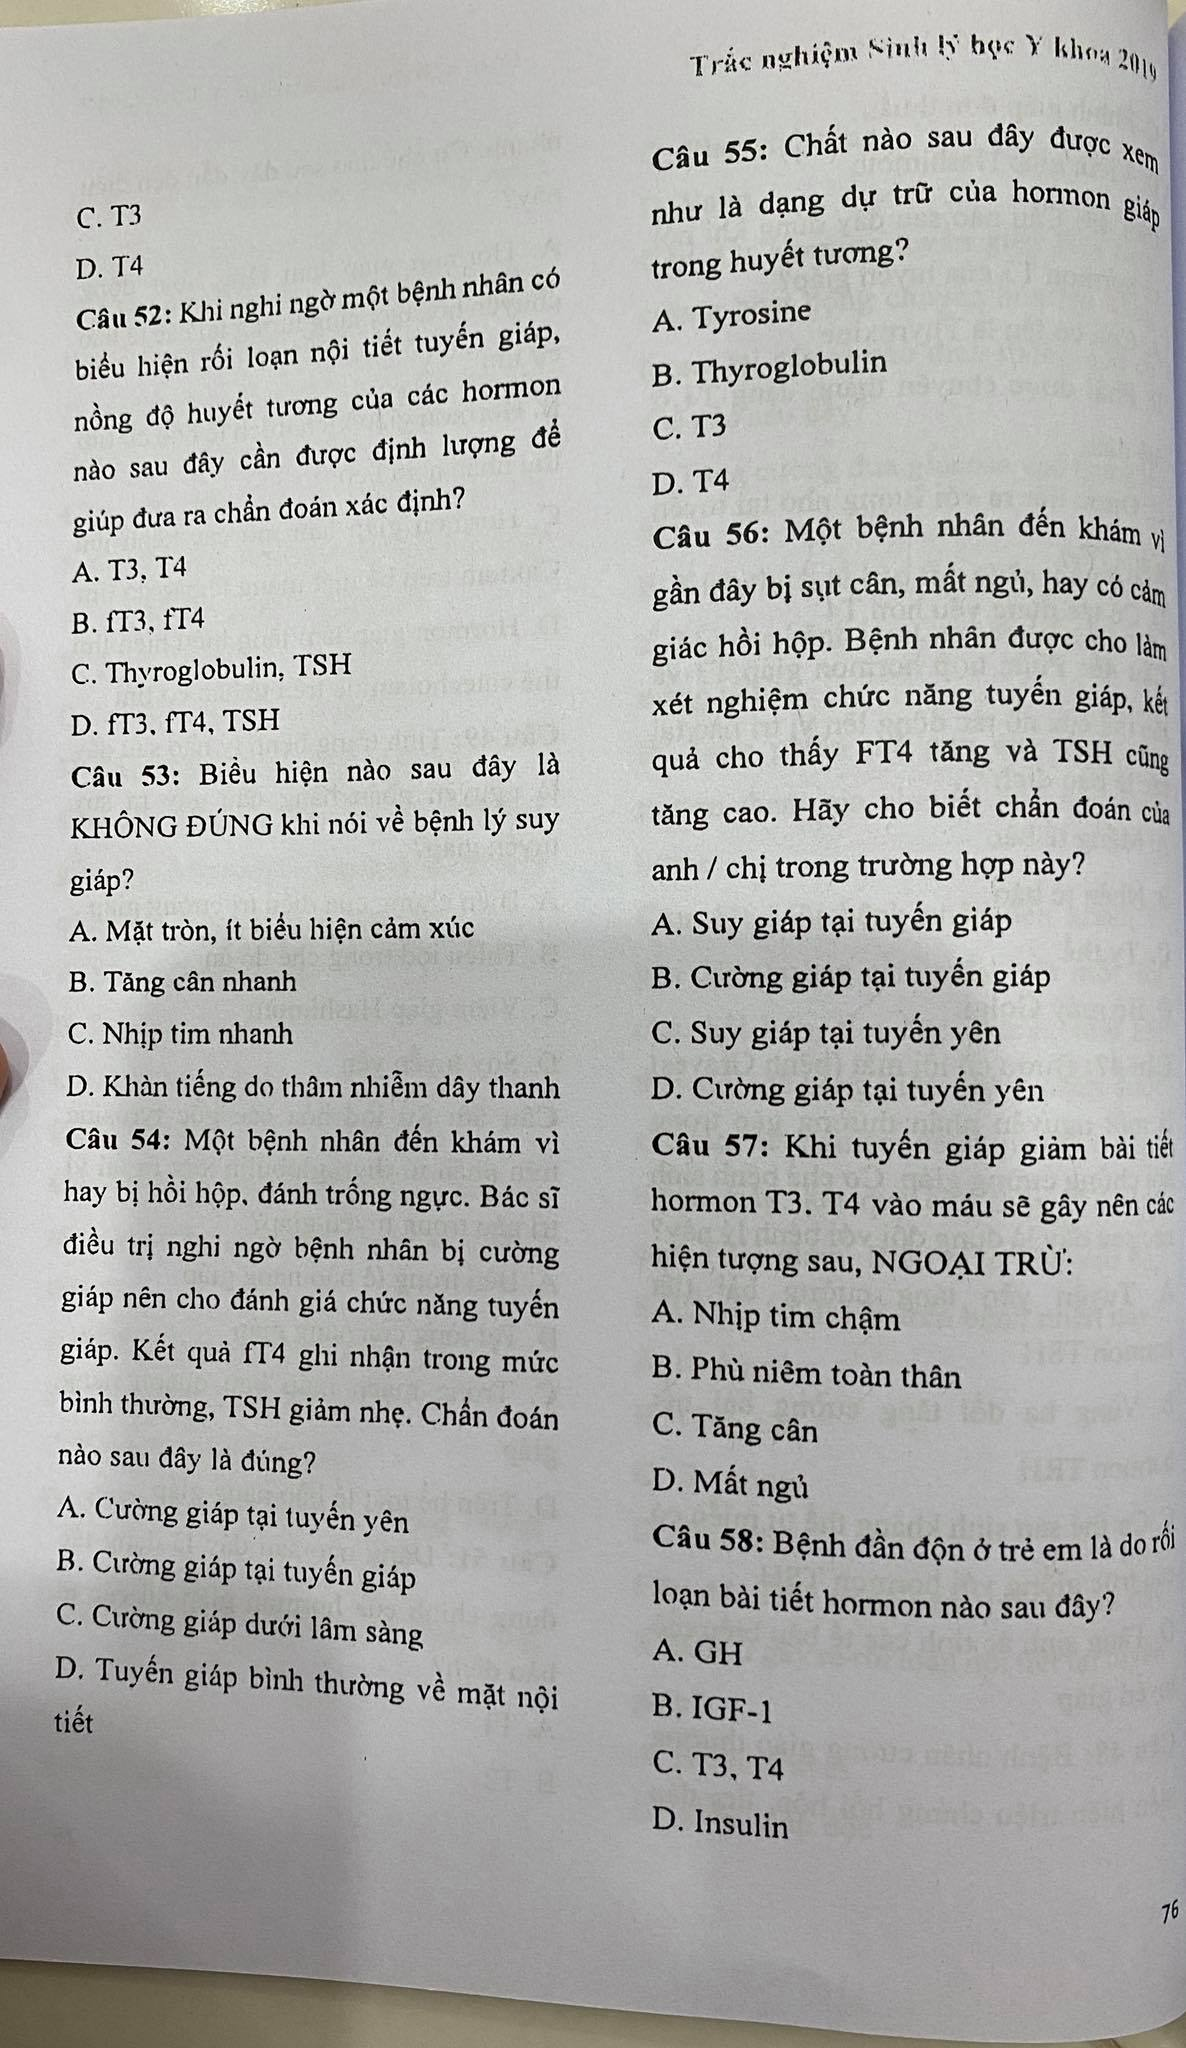 Trắc nghiệm Sinh lý học Y khoa 2019
C. T3
D. T4
Câu 52: Khi nghi ngờ một bệnh nhân có
biểu hiện rối loạn nội tiết tuyến giáp,
nồng độ huyết tương của các hormon
nào sau đây cần được định lượng để
giúp đưa ra chẩn đoán xác định?
A. T3, T4
B. fT3, fT4
C. Thyroglobulin, TSH
D. fT3, fT4, TSH
Câu 53: Biểu hiện nào sau đây là
KHÔNG ĐÚNG khi nói về bệnh lý suy
giáp?
A. Mặt tròn, ít biểu hiện cảm xúc
B. Tăng cân nhanh
C. Nhịp tim nhanh
D. Khàn tiếng do thâm nhiễm dây thanh
Câu 54: Một bệnh nhân đến khám vì
hay bị hồi hộp, đánh trống ngực. Bác sĩ
điều trị nghi ngờ bệnh nhân bị cường
giáp nên cho đánh giá chức năng tuyến
giáp. Kết quả fT4 ghi nhận trong mức
bình thường, TSH giảm nhẹ. Chẩn đoán
nào sau đây là đúng?
A. Cường giáp tại tuyến yên
B. Cường giáp tại tuyến giáp
C. Cường giáp dưới lâm sàng
D. Tuyến giáp bình thường về mặt nội
tiết
Câu 55: Chất nào sau đây được xem
như là dạng dự trữ của hormon giáp
trong huyết tương?
A. Tyrosine
B. Thyroglobulin
C. T3
D. T4
Câu 56: Một bệnh nhân đến khám vì
gần đây bị sụt cân, mất ngủ, hay có cảm
giác hồi hộp. Bệnh nhân được cho làm
xét nghiệm chức năng tuyến giáp, kết
quả cho thấy FT4 tăng và TSH cũng
tăng cao. Hãy cho biết chẩn đoán của
anh / chị trong trường hợp này?
A. Suy giáp tại tuyến giáp
B. Cường giáp tại tuyến giáp
C. Suy giáp tại tuyến yên
D. Cường giáp tại tuyến yên
Câu 57: Khi tuyến giáp giảm bài tiết
hormon T3. T4 vào máu sẽ gây nên các
hiện tượng sau, NGOẠI TRỪ:
A. Nhịp tim chậm
B. Phù niêm toàn thân
C. Tăng cân
D. Mất ngủ
Câu 58: Bệnh đần độn ở trẻ em là do rối
loạn bài tiết hormon nào sau đây?
A. GH
B. IGF-1
C. T3, T4
D. Insulin
76